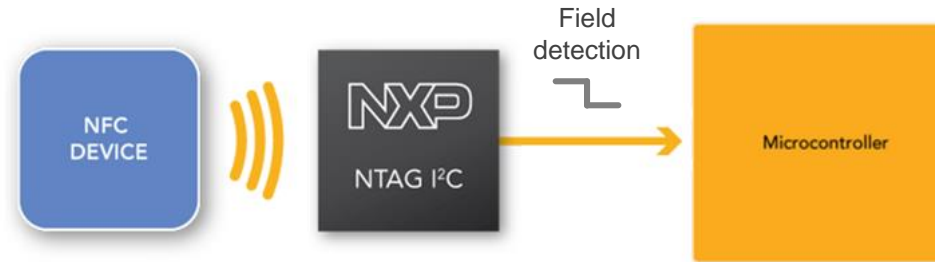 Field
detection
NFC
DEVICE
NXP
NTAG I²C
Microcontroller